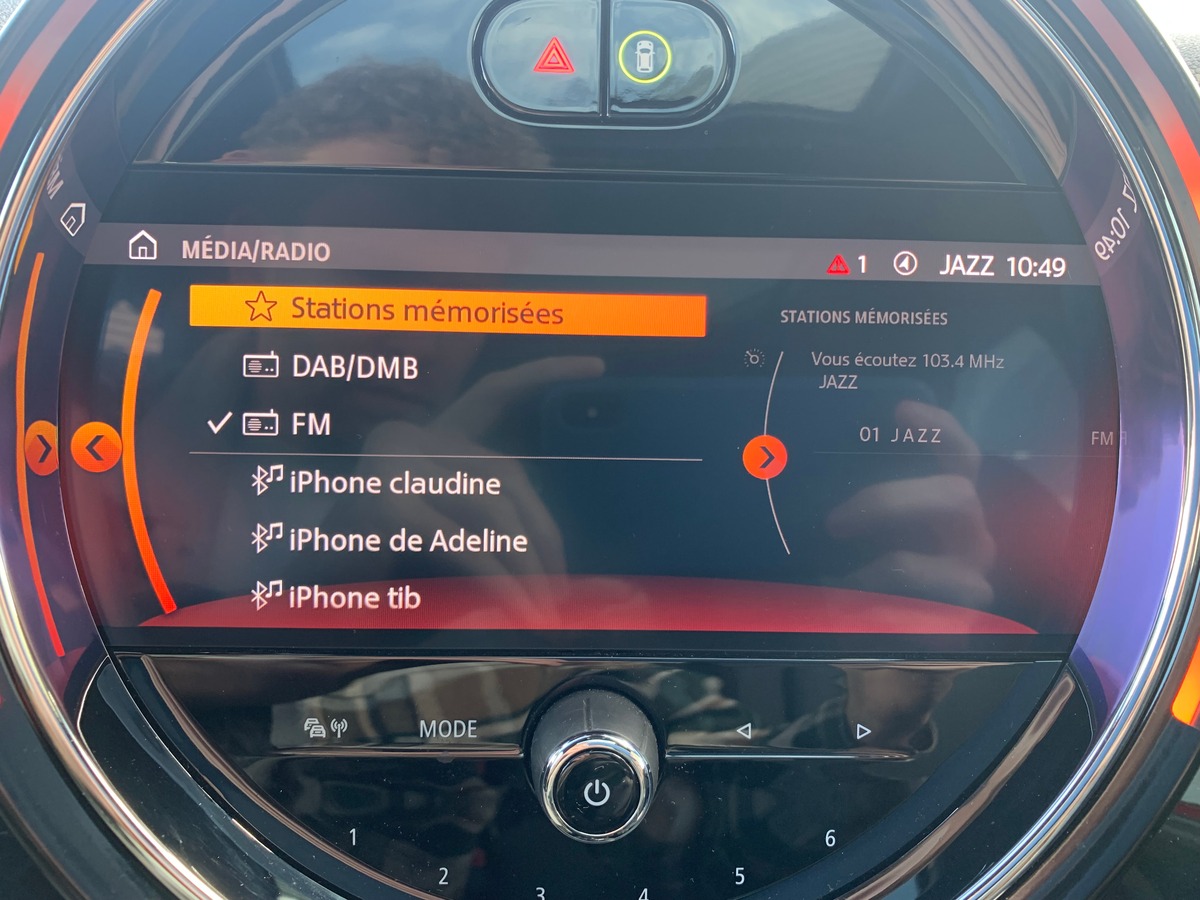 MÉDIA/RADIO
1 JAZZ 10:49
Stations mémorisées
DAB/DMB
FM
iPhone claudine
iPhone de Adeline
iPhone tib
STATIONS MÉMORISÉES
Vous écoutez 103.4 MHz
JAZZ
01 JAZZ
FM
MODE
1
2
3
4
5
6